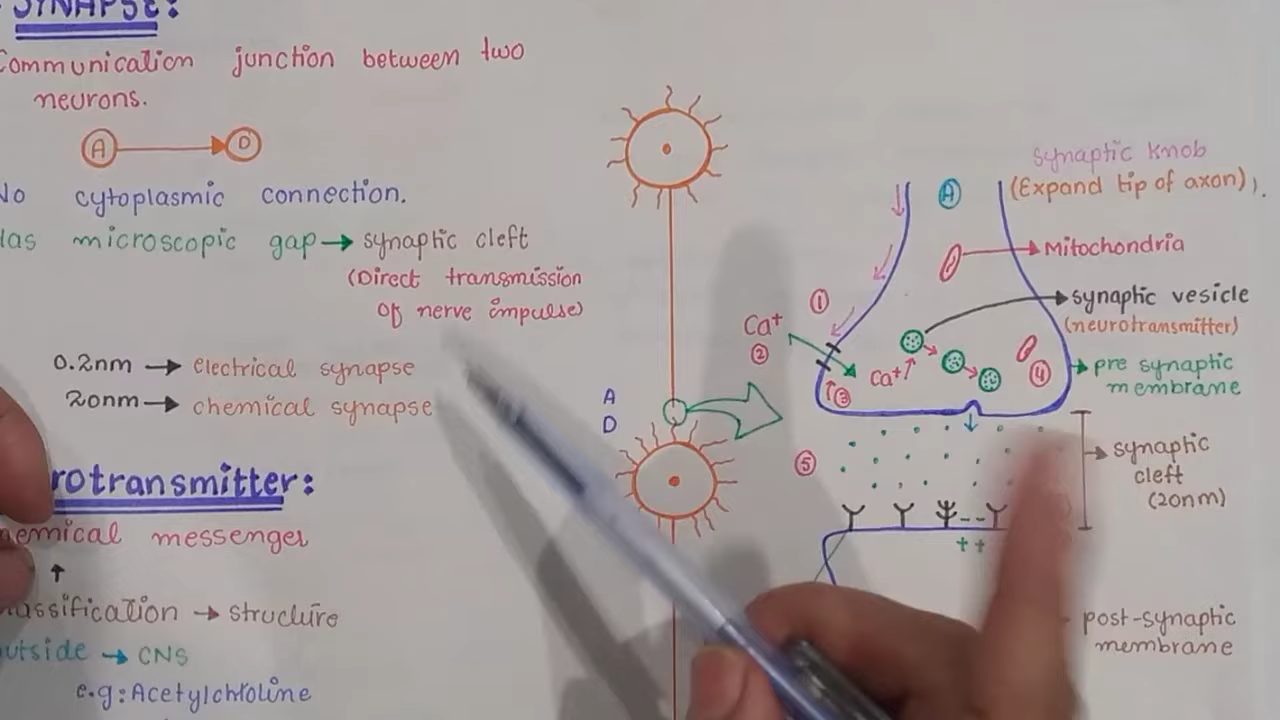 SYNAPSE:
Communication junction between two
neurons.
A
D
No cytoplasmic connection.
Has microscopic gap → synaptic cleft
(Direct transmission
of nerve impulse)
0.2nm → electrical synapse
20nm → chemical synapse
rotransmitter:
hemical messenger
↑
lassification → structure
outside → CNS
e.g: Acetylchloline
A
D
synaptic knob
(Expand tip of axon)).
A
Mitochondria
synaptic vesicle
(neurotransmitter)
pre synaptic
membrane
①
Ca+
②
Ca+
③
④
⑤
synaptic
cleft
(20nm)
--
++
post-synaptic
membrane